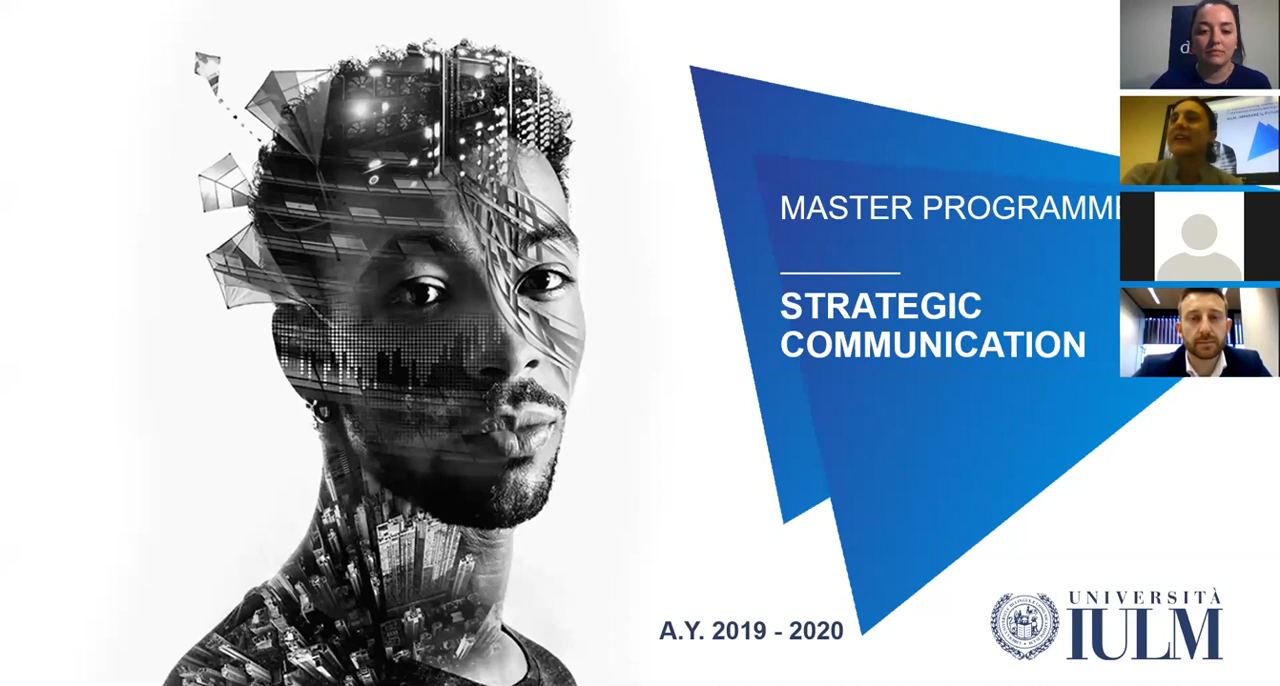 MASTER PROGRAMME
STRATEGIC
COMMUNICATION
A.Y. 2019 - 2020
UNIVERSITÀ
IULM